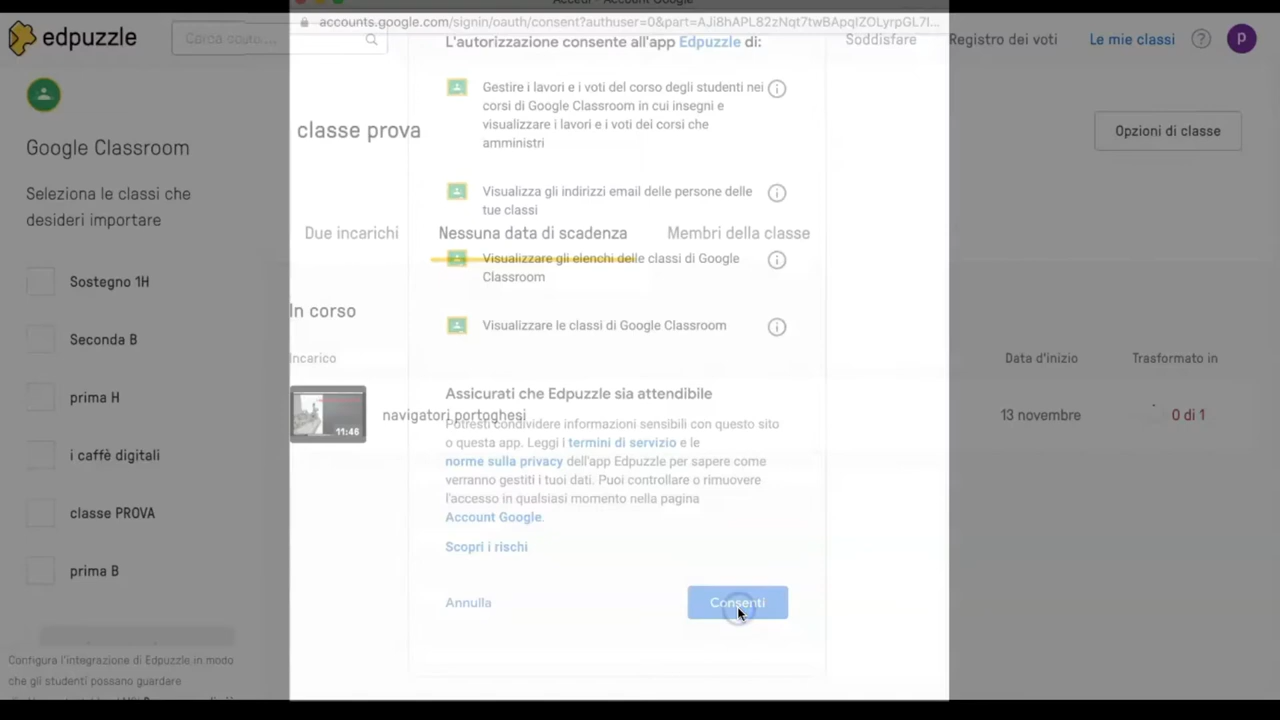 Accedi - Account Google
accounts.google.com/signin/oauth/consent?authuser=0&part=AJi8hAPL82zNqt7twBApqlZOLyrpGL7I...
edpuzzle
Cerca
Soddisfare
Registro dei voti
Le mie classi
?
p
L'autorizzazione consente all'app Edpuzzle di:
Gestire i lavori e i voti del corso degli studenti nei
corsi di Google Classroom in cui insegni e
visualizzare i lavori e i voti dei corsi che
amministri
Visualizza gli indirizzi email delle persone delle
tue classi
Visualizzare gli elenchi delle classi di Google
Classroom
Visualizzare le classi di Google Classroom
Assicurati che Edpuzzle sia attendibile
Potresti condividere informazioni sensibili con questo sito
o questa app. Leggi i termini di servizio e le
norme sulla privacy dell'app Edpuzzle per sapere come
verranno gestiti i tuoi dati. Puoi controllare o rimuovere
l'accesso in qualsiasi momento nella pagina
Account Google.
Scopri i rischi
Annulla
Consenti
Google Classroom
Seleziona le classi che
desideri importare
Sostegno 1H
Seconda B
prima H
i caffè digitali
classe PROVA
prima B
Configura l'integrazione di Edpuzzle in modo
che gli studenti possano guardare
classe prova
Opzioni di classe
Due incarichi
Nessuna data di scadenza
Membri della classe
In corso
Incarico
Data d'inizio
Trasformato in
11:46
navigatori portoghesi
13 novembre
0 di 1